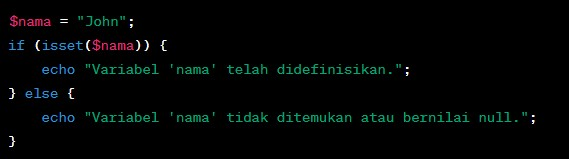 $nama = "John";
if (isset($nama)) {
    echo "Variabel 'nama' telah didefinisikan.";
} else {
    echo "Variabel 'nama' tidak ditemukan atau bernilai null.";
}